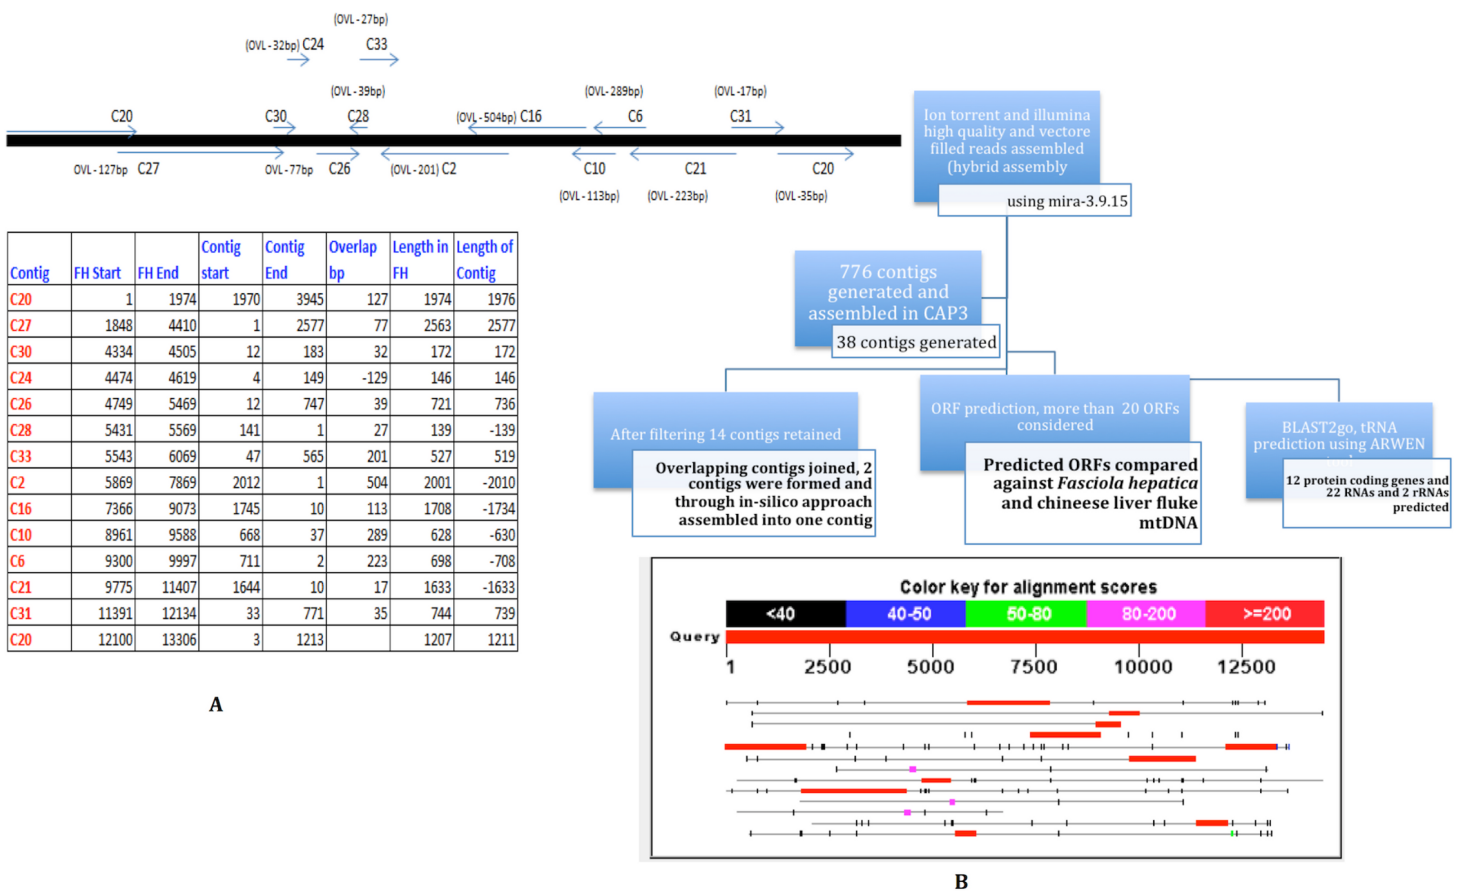 (OVL - 27bp)
(OVL - 32bp) C24 C33
(OVL - 39bp) (OVL - 289bp) (OVL -17bp)
C20 C30 C28 (OVL - 504bp) C16 C6 C31
OVL - 127bp C27 OVL - 77bp C26 (OVL - 201) C2 C10 C21 C20
(OVL - 113bp) (OVL - 223bp) (OVL -35bp)
Contig FH Start FH End Contig start Contig End Overlap bp Length in FH Length of Contig
C20 1 1974 1970 3945 127 1974 1976
C27 1848 4410 1 2577 77 2563 2577
C30 4334 4505 12 183 32 172 172
C24 4474 4619 4 149 -129 146 146
C26 4749 5469 12 747 39 721 736
C28 5431 5569 141 1 27 139 -139
C33 5543 6069 47 565 201 527 519
C2 5869 7869 2012 1 504 2001 -2010
C16 7366 9073 1745 10 113 1708 -1734
C10 8961 9588 668 37 289 628 -630
C6 9300 9997 711 2 223 698 -708
C21 9775 11407 1644 10 17 1633 -1633
C31 11391 12134 33 771 35 744 739
C20 12100 13306 3 1213 1207 1211
A
Ion torrent and illumina
high quality and vectore
filled reads assembled
(hybrid assembly
using mira-3.9.15
776 contigs
generated and
assembled in CAP3
38 contigs generated
After filtering 14 contigs retained
Overlapping contigs joined, 2
contigs were formed and
through in-silico approach
assembled into one contig
ORF prediction, more than 20 ORFs
considered
Predicted ORFs compared
against Fasciola hepatica
and chineese liver fluke
mtDNA
BLAST2go, tRNA
prediction using ARWEN
12 protein coding genes and
22 RNAs and 2 rRNAs
predicted
Color key for alignment scores
<40 40-50 50-80 80-200 >=200
Query
1 2500 5000 7500 10000 12500
B